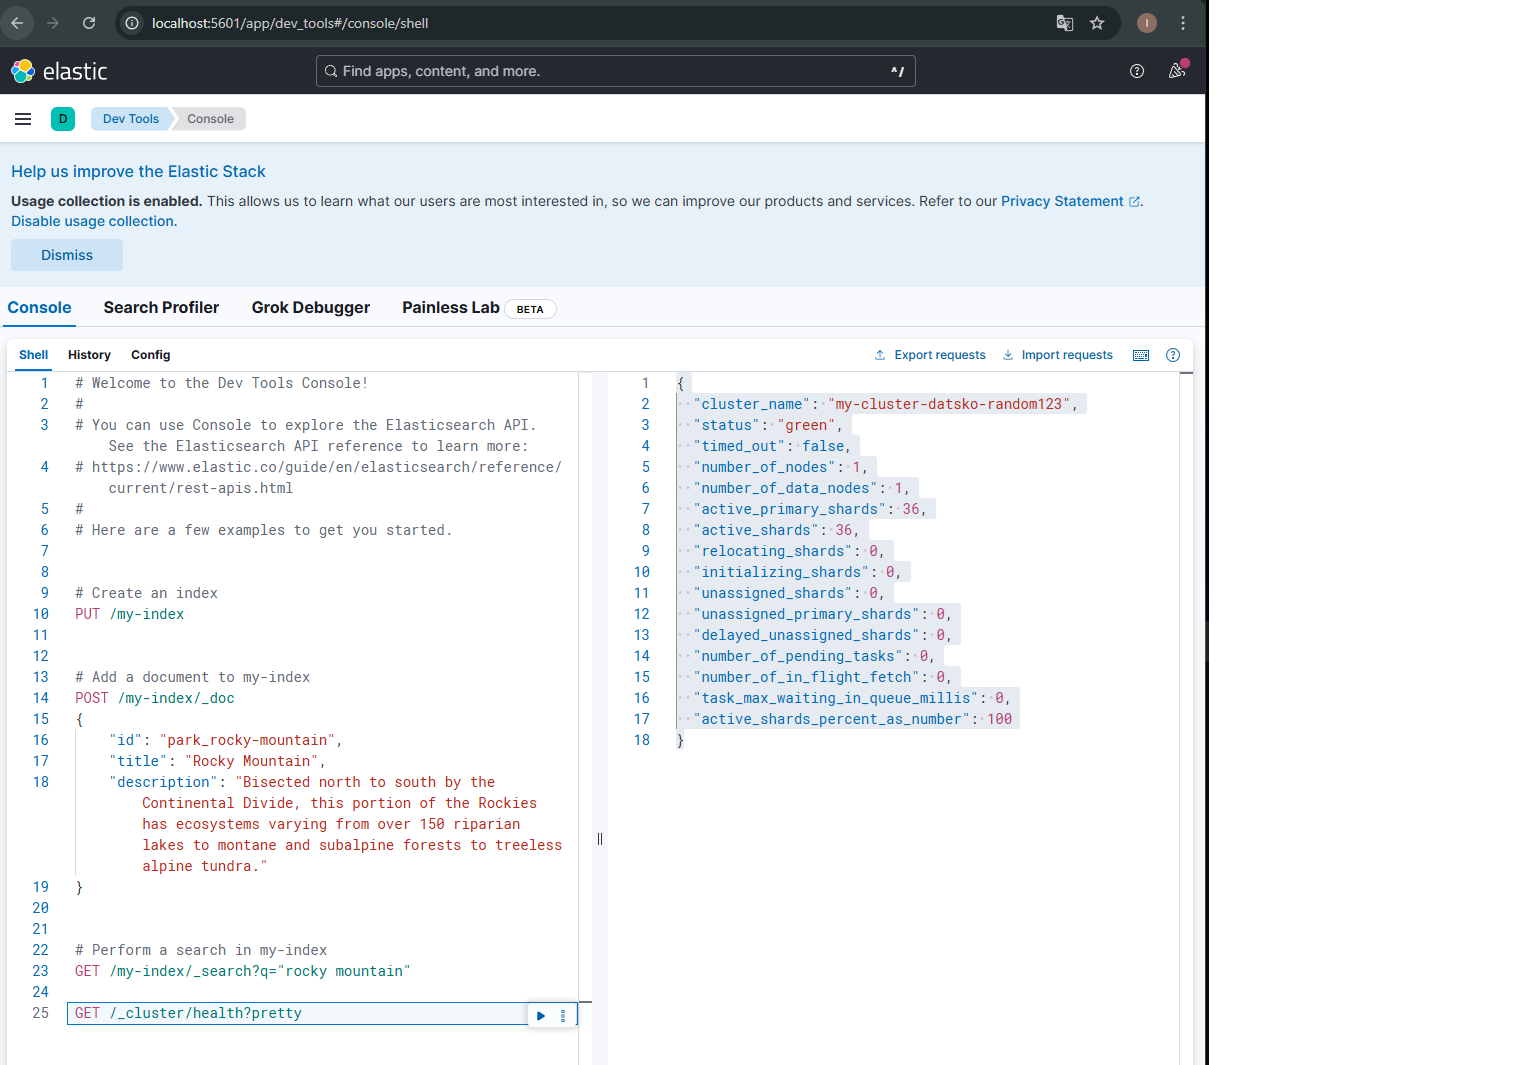 localhost:5601/app/dev_tools#/console/shell
I
elastic
Find apps, content, and more.
^/
D
Dev Tools
Console
Help us improve the Elastic Stack
Usage collection is enabled. This allows us to learn what our users are most interested in, so we can improve our products and services. Refer to our Privacy Statement.
Disable usage collection.
Dismiss
Console
Search Profiler
Grok Debugger
Painless Lab
BETA
Shell
History
Config
Export requests
Import requests
1 # Welcome to the Dev Tools Console!
2 #
3 # You can use Console to explore the Elasticsearch API.
See the Elasticsearch API reference to learn more:
4 # https://www.elastic.co/guide/en/elasticsearch/reference/
current/rest-apis.html
5 #
6 # Here are a few examples to get you started.
7
8
9 # Create an index
10 PUT /my-index
11
12
13 # Add a document to my-index
14 POST /my-index/_doc
15 {
16 "id": "park_rocky-mountain",
17 "title": "Rocky Mountain",
18 "description": "Bisected north to south by the
Continental Divide, this portion of the Rockies
has ecosystems varying from over 150 riparian
lakes to montane and subalpine forests to treeless
alpine tundra."
19 }
20
21
22 # Perform a search in my-index
23 GET /my-index/_search?q="rocky mountain"
24
25 GET /_cluster/health?pretty
1 {
2 "cluster_name": "my-cluster-datsko-random123",
3 "status": "green",
4 "timed_out": false,
5 "number_of_nodes": 1,
6 "number_of_data_nodes": 1,
7 "active_primary_shards": 36,
8 "active_shards": 36,
9 "relocating_shards": 0,
10 "initializing_shards": 0,
11 "unassigned_shards": 0,
12 "unassigned_primary_shards": 0,
13 "delayed_unassigned_shards": 0,
14 "number_of_pending_tasks": 0,
15 "number_of_in_flight_fetch": 0,
16 "task_max_waiting_in_queue_millis": 0,
17 "active_shards_percent_as_number": 100
18 }